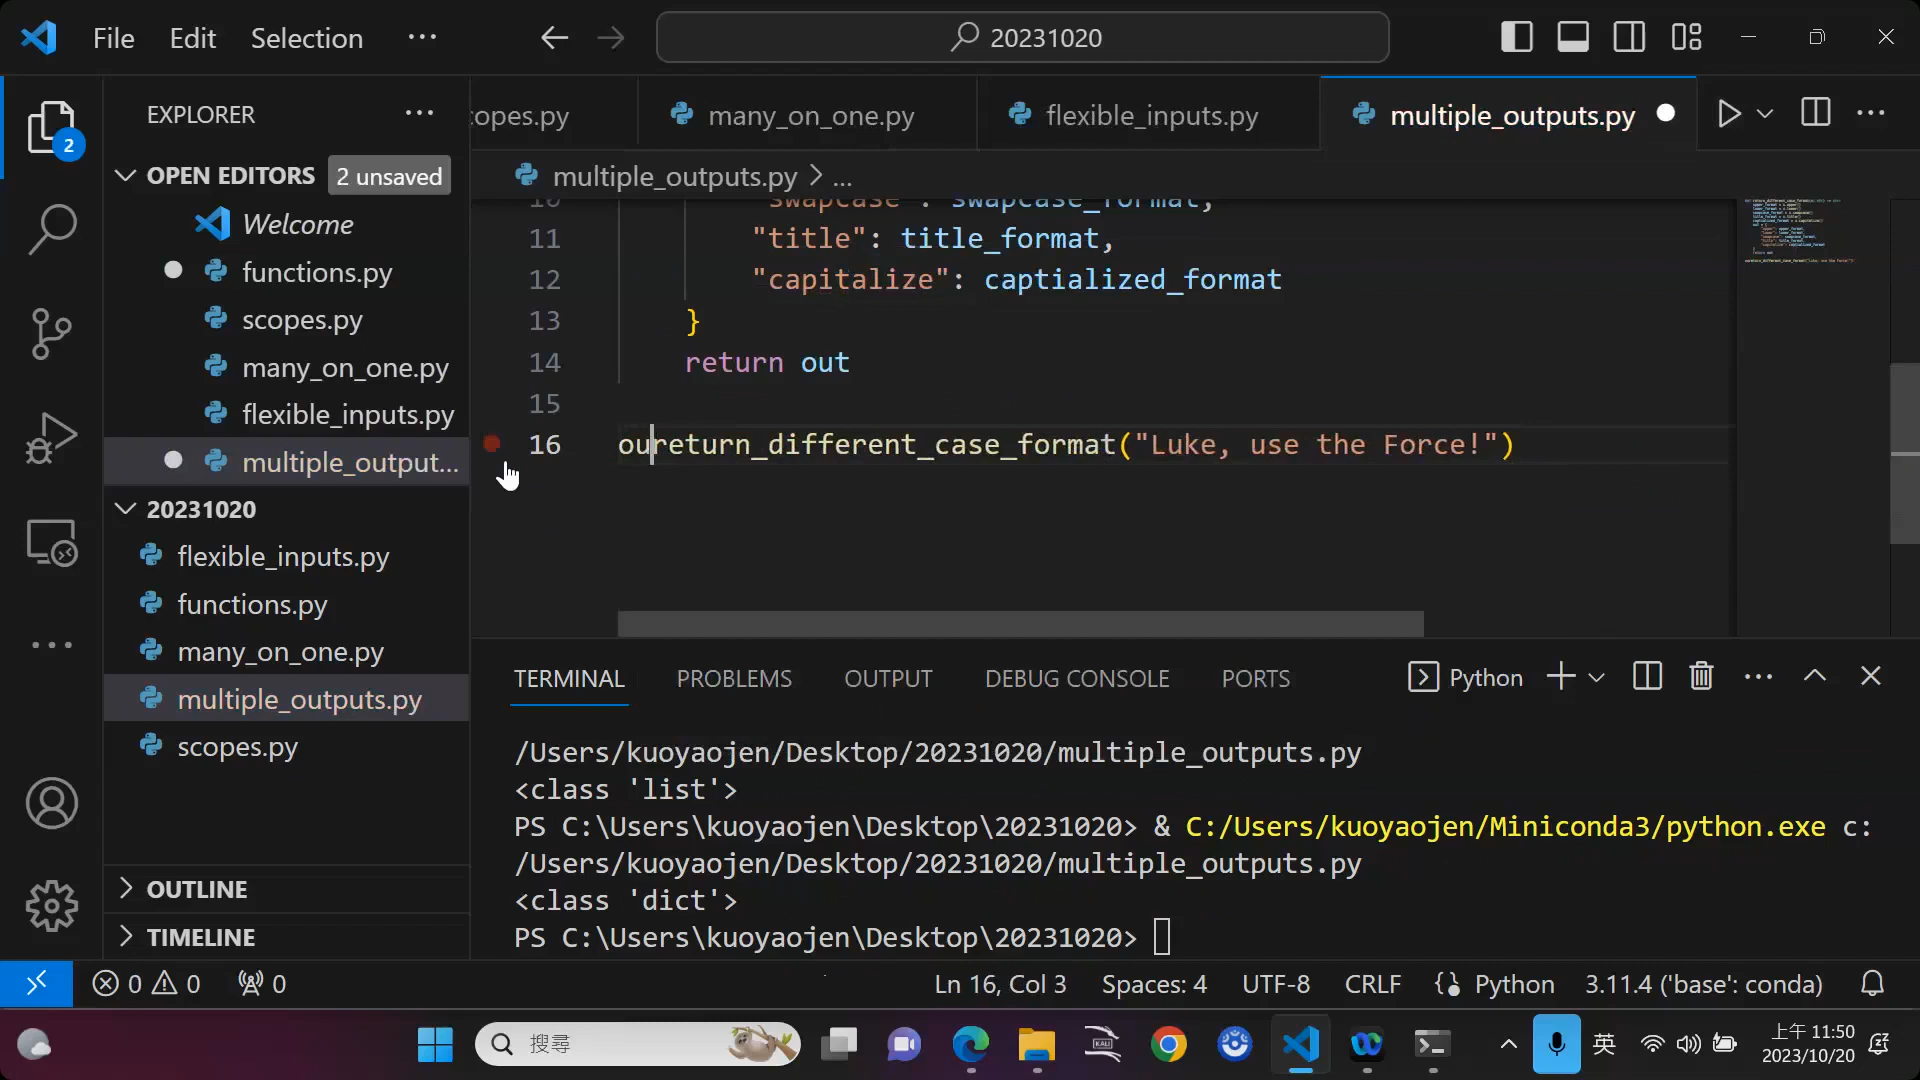 File Edit Selection ··· 20231020
EXPLORER ···
OPEN EDITORS 2 unsaved
Welcome
functions.py
scopes.py
many_on_one.py
flexible_inputs.py
multiple_output...
20231020
flexible_inputs.py
functions.py
many_on_one.py
multiple_outputs.py
scopes.py
OUTLINE
TIMELINE
2
copes.py many_on_one.py flexible_inputs.py multiple_outputs.py
multiple_outputs.py > ...
10 "swapcase": swapcase_format,
11 "title": title_format,
12 "capitalize": captialized_format
13 }
14 return out
15
16 oureturn_different_case_format("Luke, use the Force!")
TERMINAL PROBLEMS OUTPUT DEBUG CONSOLE PORTS Python
/Users/kuoyaojen/Desktop/20231020/multiple_outputs.py
<class 'list'>
PS C:\Users\kuoyaojen\Desktop\20231020> & C:/Users/kuoyaojen/Miniconda3/python.exe c:
/Users/kuoyaojen/Desktop/20231020/multiple_outputs.py
<class 'dict'>
PS C:\Users\kuoyaojen\Desktop\20231020>
0 0 0 Ln 16, Col 3 Spaces: 4 UTF-8 CRLF Python 3.11.4 ('base': conda)
搜尋 英 上午 11:50
2023/10/20